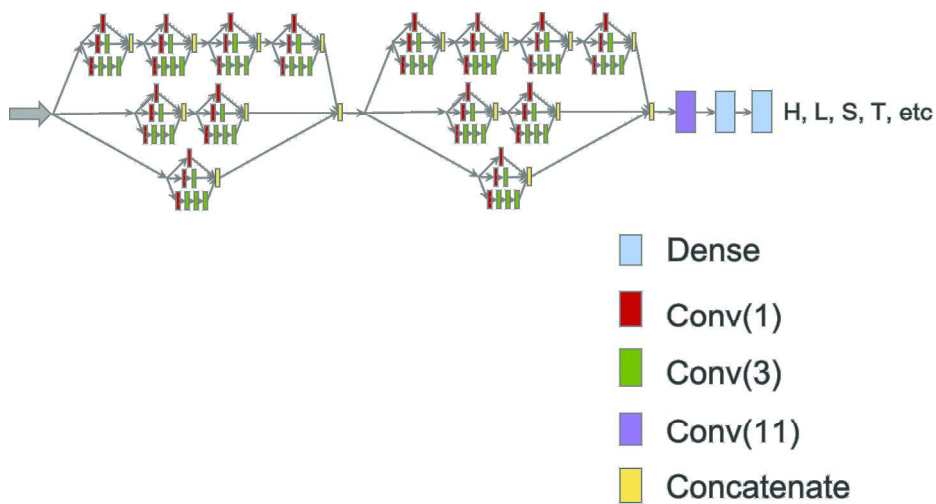 H, L, S, T, etc
Dense
Conv(1)
Conv(3)
Conv(11)
Concatenate